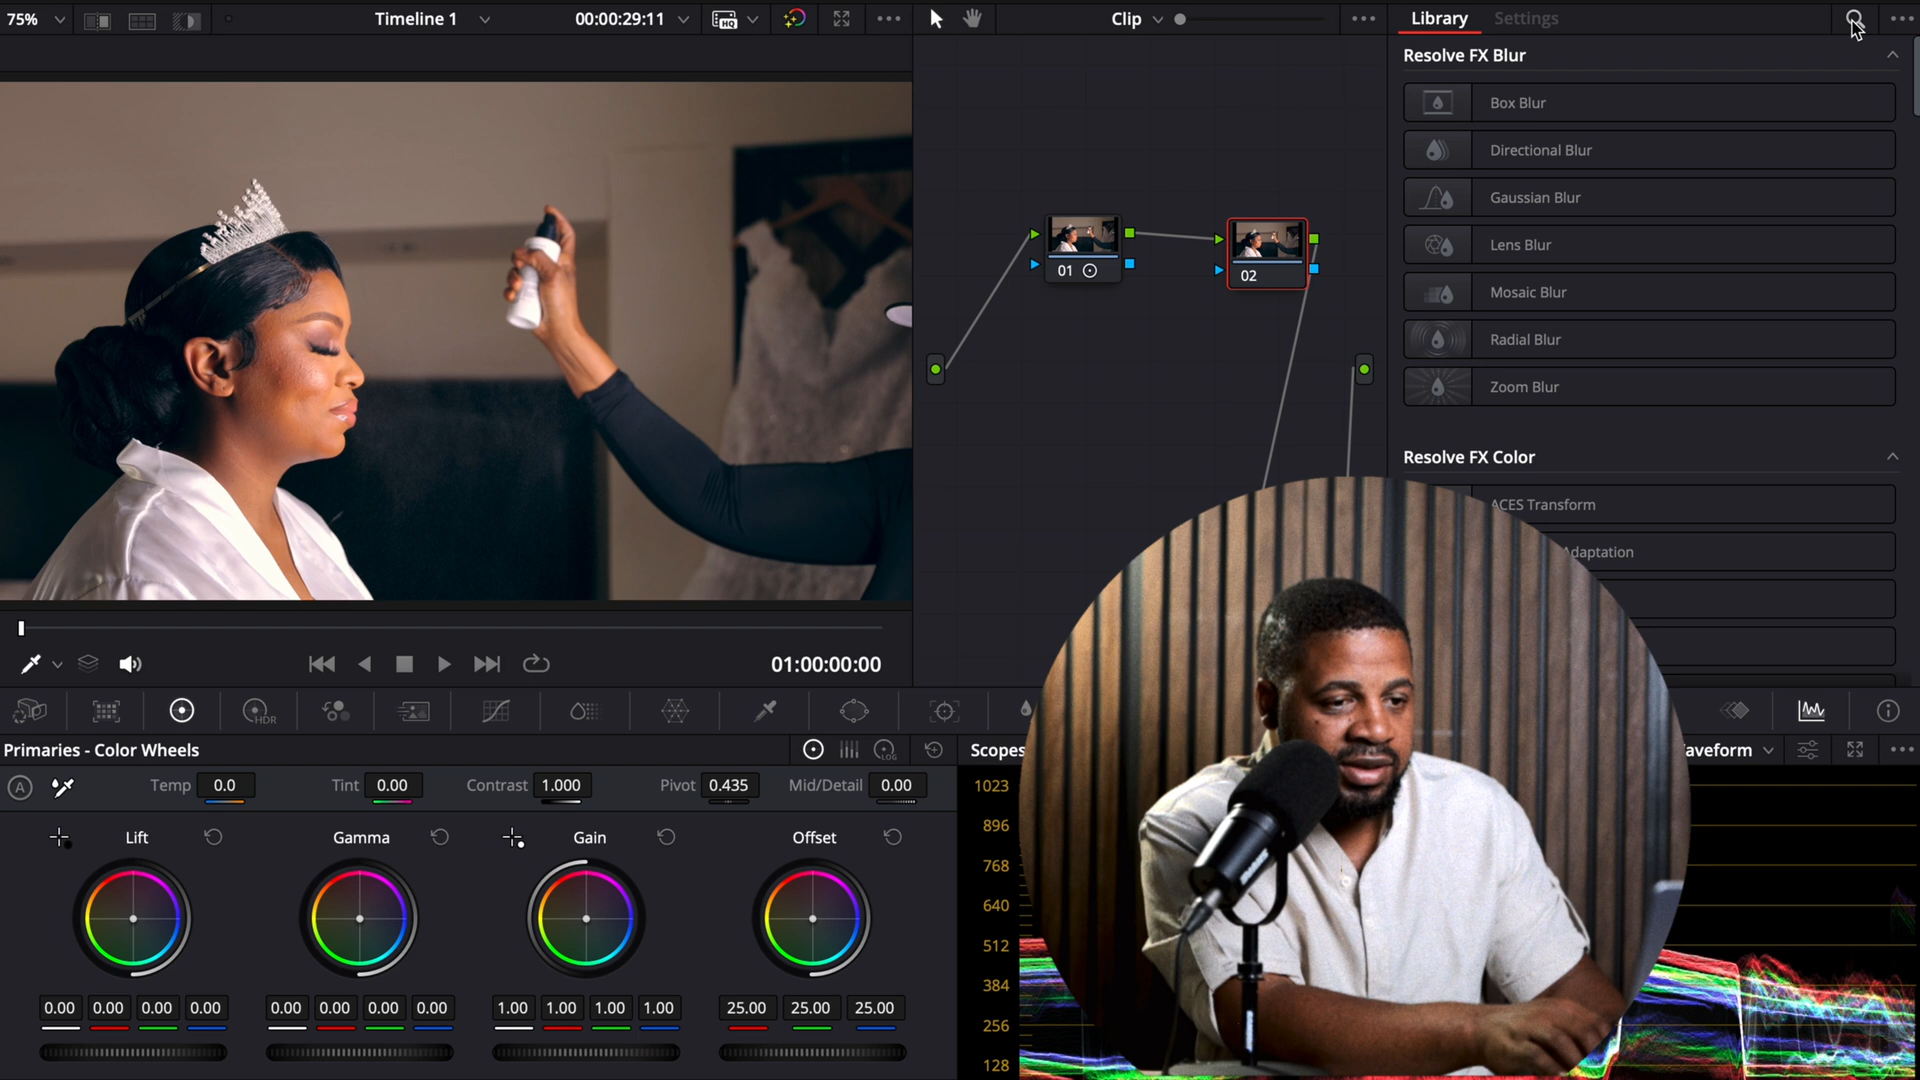 75%
Timeline 1
00:00:29:11
HQ
Clip
Library
Settings
Resolve FX Blur
Box Blur
Directional Blur
Gaussian Blur
Lens Blur
Mosaic Blur
Radial Blur
Zoom Blur
Resolve FX Color
ACES Transform
Adaptation
01
02
01:00:00:00
HDR
Primaries - Color Wheels
LOG
Scopes
aveform
A
Temp 0.0
Tint 0.00
Contrast 1.000
Pivot 0.435
Mid/Detail 0.00
Lift
Gamma
Gain
Offset
0.00 0.00 0.00 0.00
0.00 0.00 0.00 0.00
1.00 1.00 1.00 1.00
25.00 25.00 25.00
1023
896
768
640
512
384
256
128